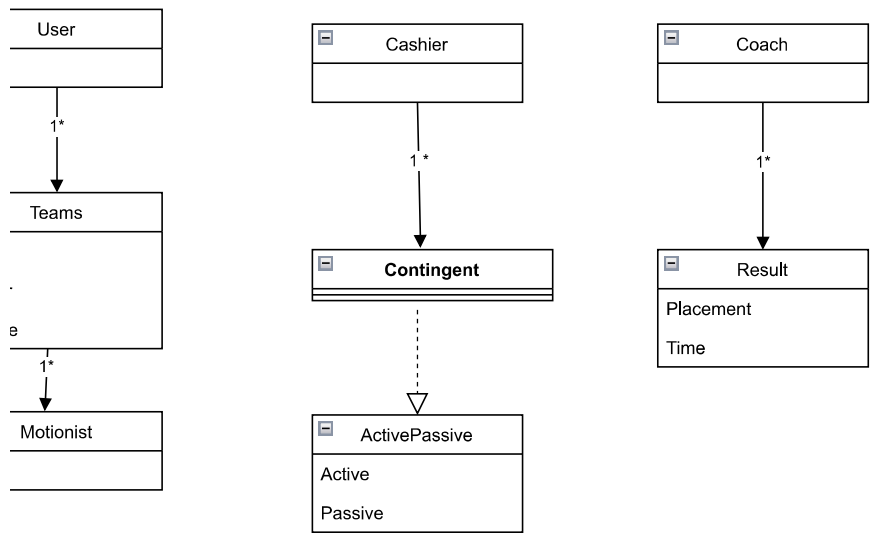 User
1*
Teams
e
1*
Motionist
Cashier
1 *
Contingent
ActivePassive
Active
Passive
Coach
1*
Result
Placement
Time